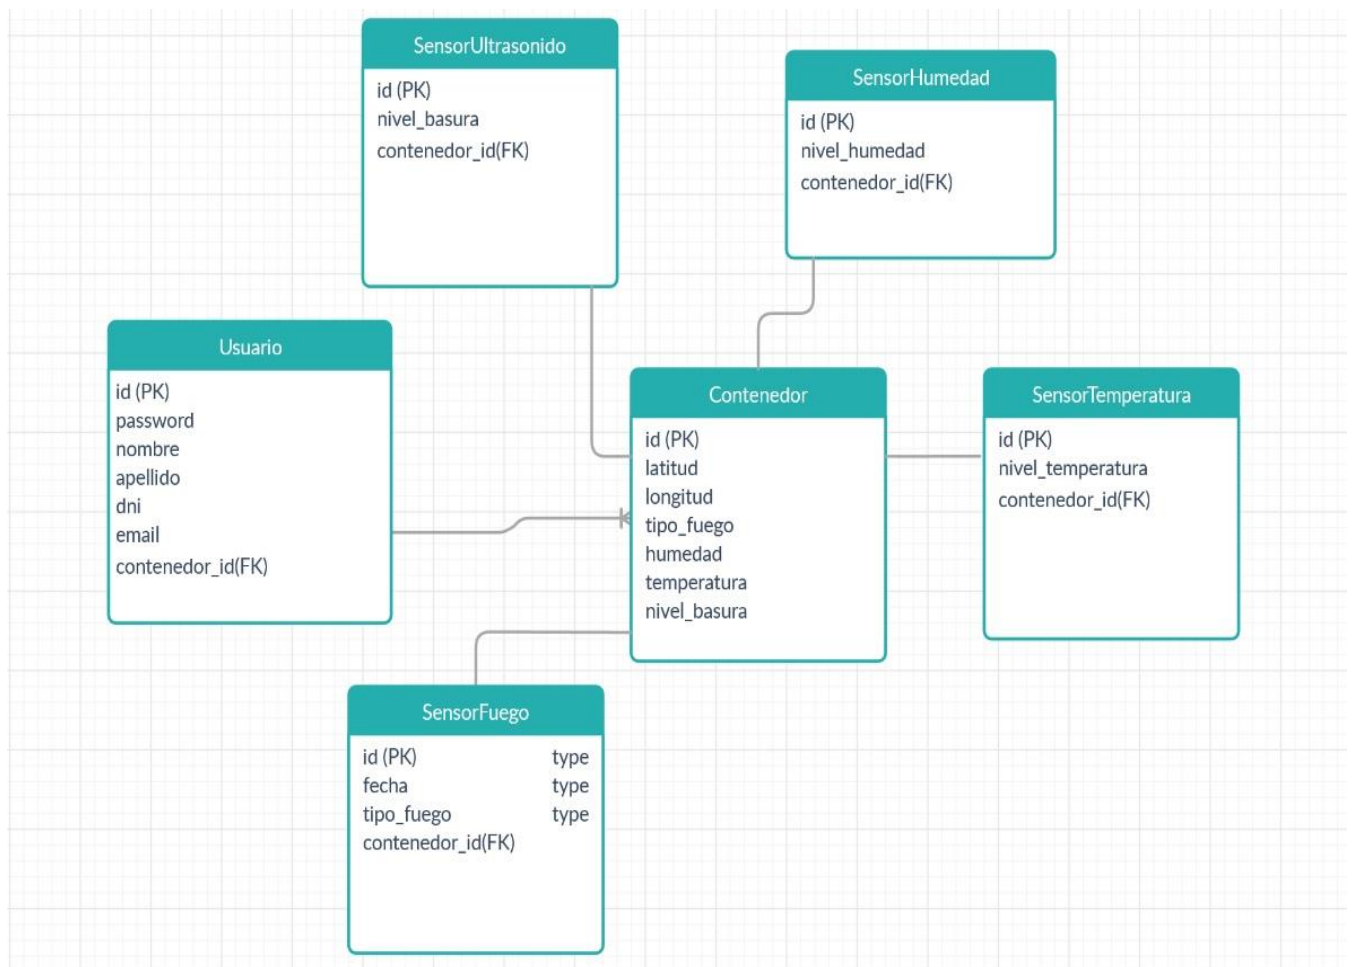 SensorUltrasonido
id (PK)
nivel_basura
contenedor_id(FK)
SensorHumedad
id (PK)
nivel_humedad
contenedor_id(FK)
Usuario
id (PK)
password
nombre
apellido
dni
email
contenedor_id(FK)
Contenedor
id (PK)
latitud
longitud
tipo_fuego
humedad
temperatura
nivel_basura
SensorTemperatura
id (PK)
nivel_temperatura
contenedor_id(FK)
SensorFuego
id (PK) type
fecha type
tipo_fuego type
contenedor_id(FK)